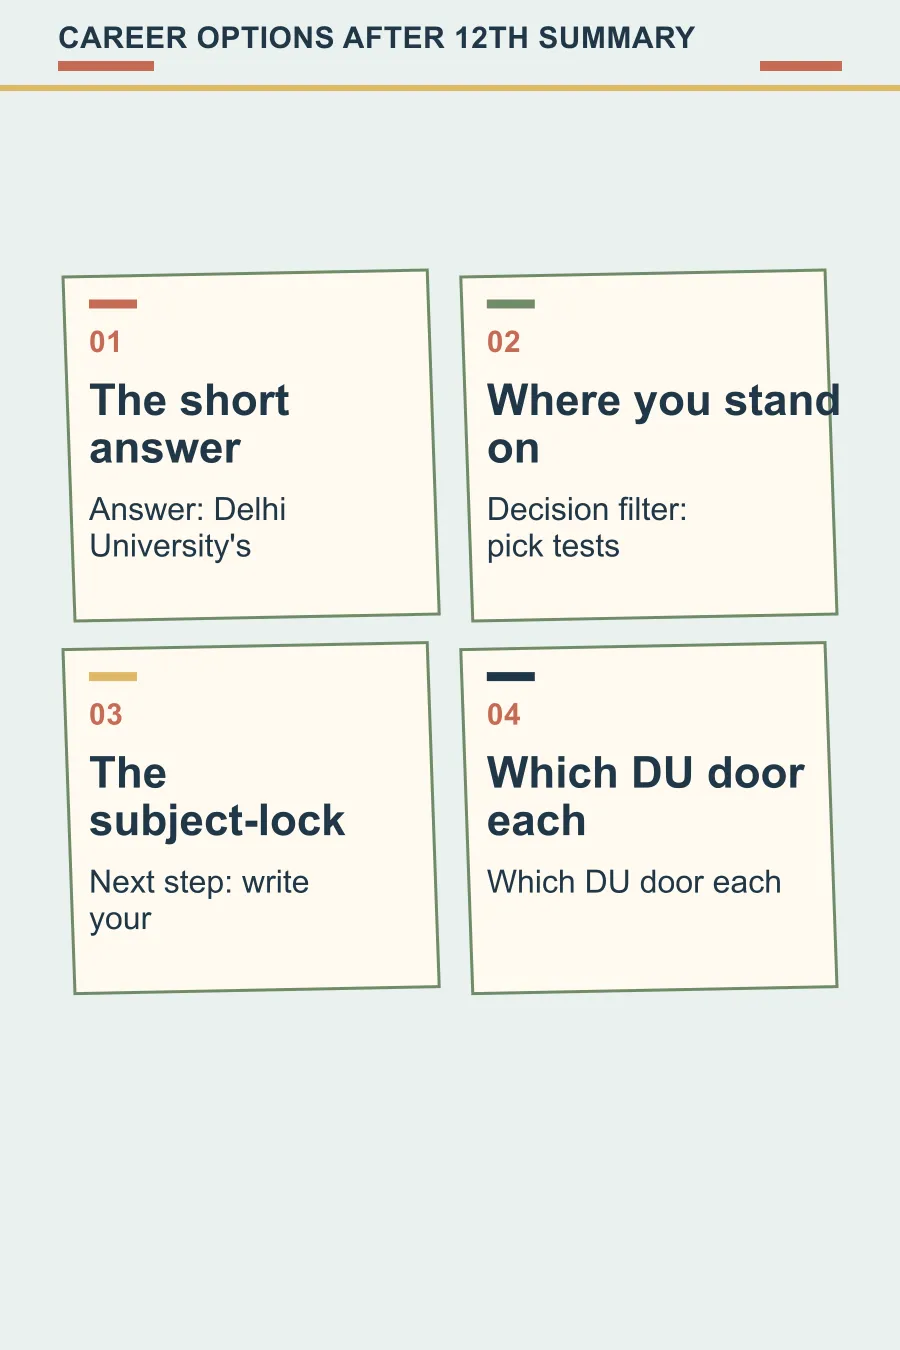 CAREER OPTIONS AFTER 12TH SUMMARY
01
The short
answer
Answer: Delhi
University's
02
Where you stand
on
Decision filter:
pick tests
03
The
subject-lock
Next step: write
your
04
Which DU door
each
Which DU door each